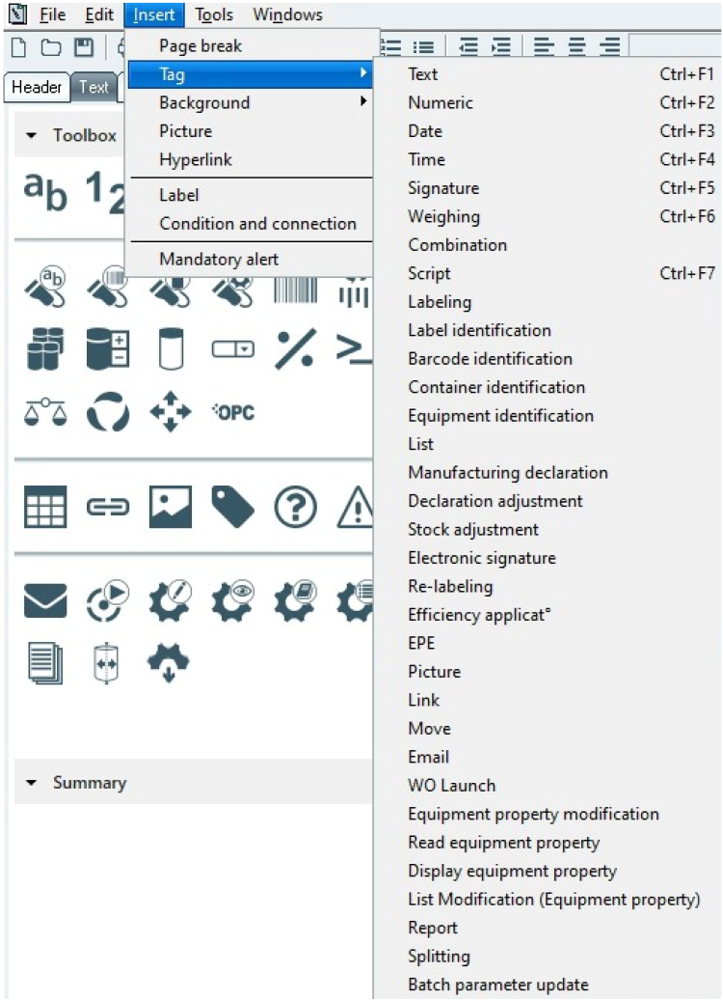 File Edit Insert Tools Windows
Header Text
Toolbox
ab 12
ab
OPC
Summary
Page break
Tag
Background
Picture
Hyperlink
Label
Condition and connection
Mandatory alert
Text Ctrl+F1
Numeric Ctrl+F2
Date Ctrl+F3
Time Ctrl+F4
Signature Ctrl+F5
Weighing Ctrl+F6
Combination
Script Ctrl+F7
Labeling
Label identification
Barcode identification
Container identification
Equipment identification
List
Manufacturing declaration
Declaration adjustment
Stock adjustment
Electronic signature
Re-labeling
Efficiency applicat°
EPE
Picture
Link
Move
Email
WO Launch
Equipment property modification
Read equipment property
Display equipment property
List Modification (Equipment property)
Report
Splitting
Batch parameter update